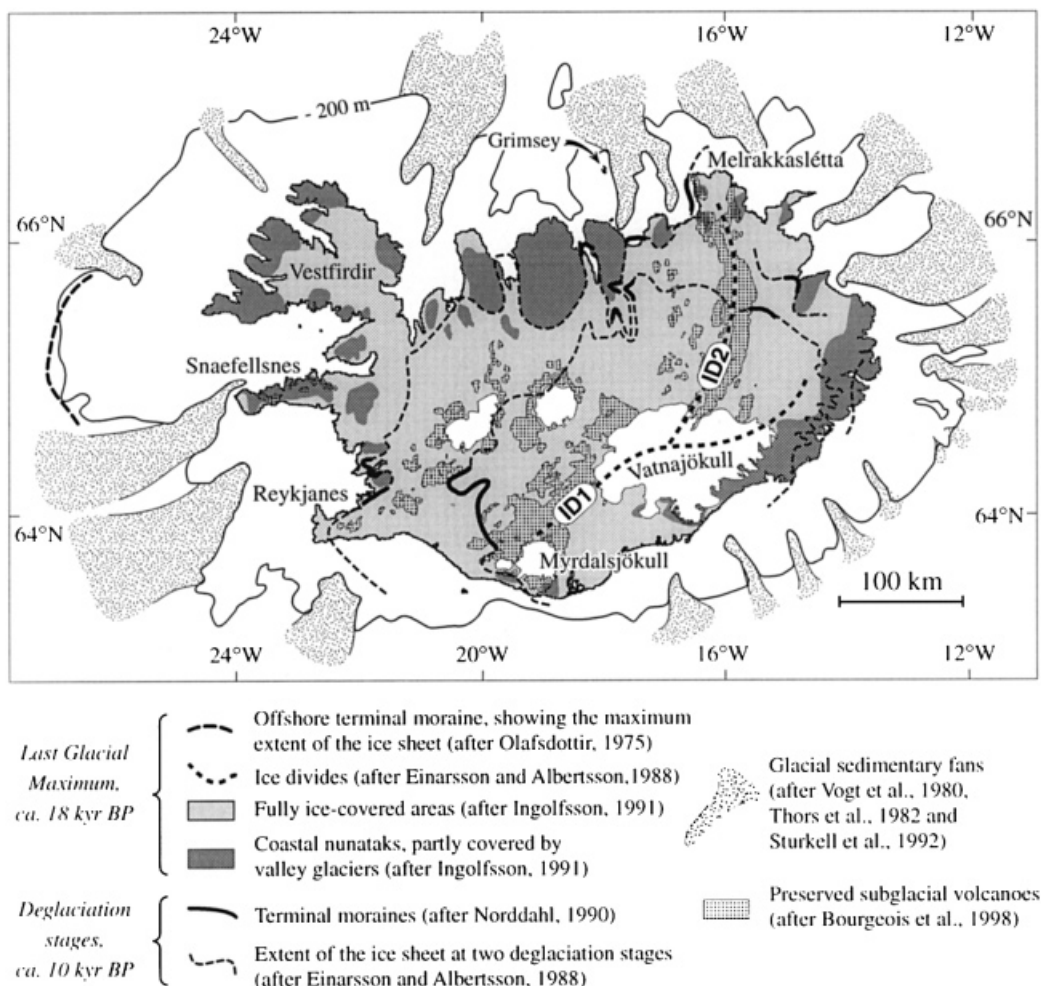 24°W
16°W
12°W
- 200 m
Grimsey
Melrakkaslétta
66°N
66°N
Vestfirdir
Snaefellsnes
ID2
Vatnajökull
Reykjanes
ID1
64°N
64°N
Myrdalsjökull
100 km
24°W
20°W
16°W
12°W
Last Glacial
Maximum,
ca. 18 kyr BP
Offshore terminal moraine, showing the maximum
extent of the ice sheet (after Olafsdottir, 1975)
Ice divides (after Einarsson and Albertsson,1988)
Fully ice-covered areas (after Ingolfsson, 1991)
Coastal nunataks, partly covered by
valley glaciers (after Ingolfsson, 1991)
Deglaciation
stages,
ca. 10 kyr BP
Terminal moraines (after Norddahl, 1990)
Extent of the ice sheet at two deglaciation stages
(after Einarsson and Albertsson, 1988)
Glacial sedimentary fans
(after Vogt et al., 1980,
Thors et al., 1982 and
Sturkell et al., 1992)
Preserved subglacial volcanoes
(after Bourgeois et al., 1998)